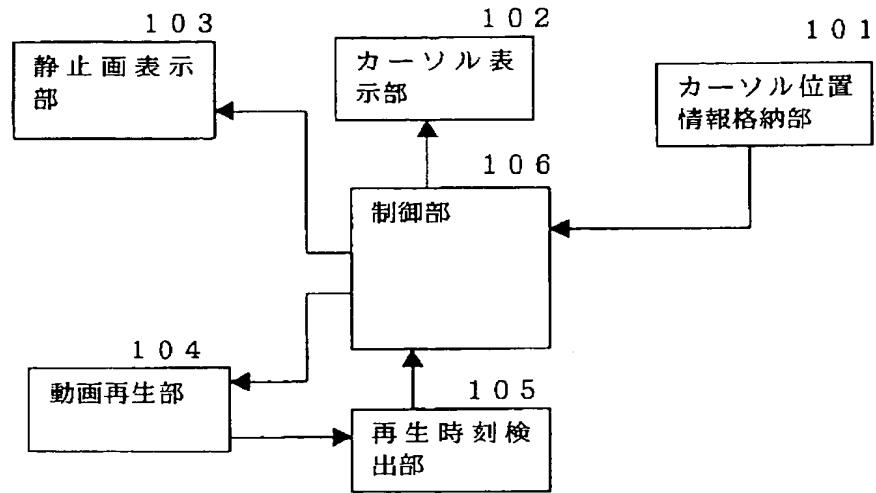 103
静止画表示
部
102
カーソル表
示部
101
カーソル位置
情報格納部
106
制御部
104
動画再生部
105
再生時刻検
出部